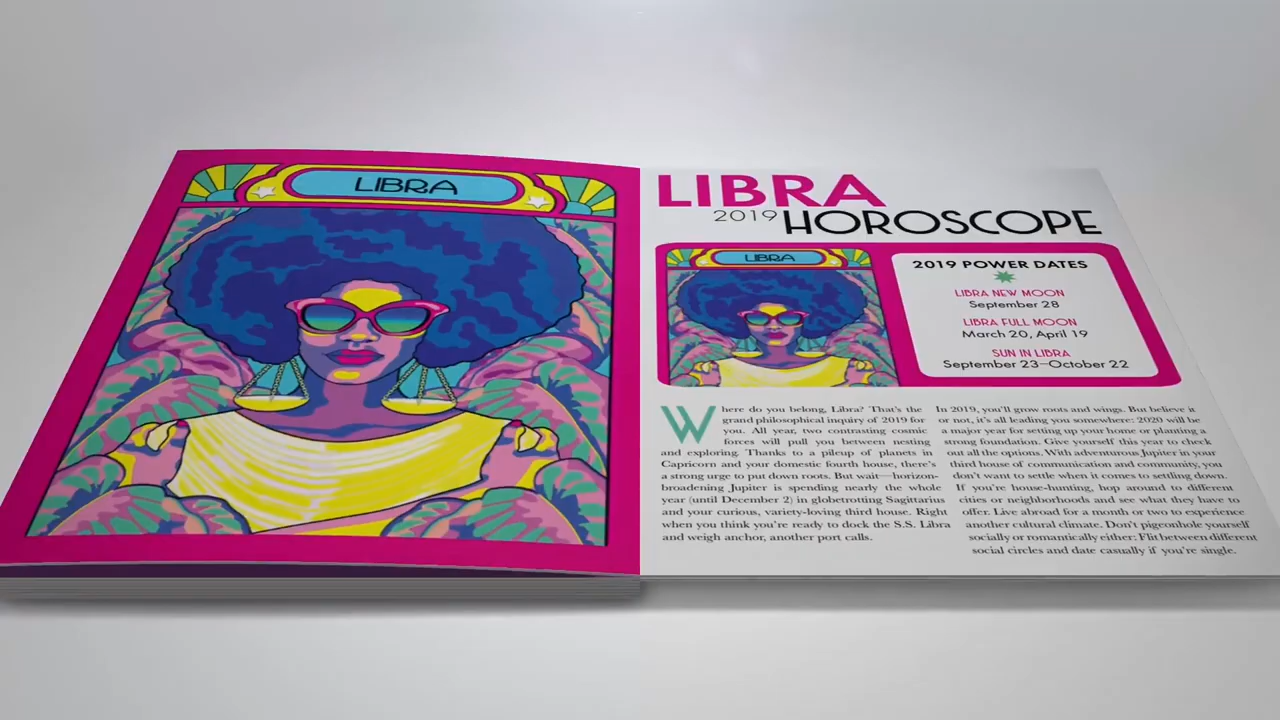 LIBRA
LIBRA
2019 HOROSCOPE
LIBRA
2019 POWER DATES
LIBRA NEW MOON
September 28
LIBRA FULL MOON
March 20, April 19
SUN IN LIBRA
September 23—October 22
Where do you belong, Libra? That's the
grand philosophical inquiry of 2019 for
you. All year, two contrasting cosmic
forces will pull you between nesting
and exploring. Thanks to a pileup of planets in
Capricorn and your domestic fourth house, there's
a strong urge to put down roots. But wait—horizon-
broadening Jupiter is spending nearly the whole
year (until December 2) in globetrotting Sagittarius
and your curious, variety-loving third house. Right
when you think you're ready to dock the S.S. Libra
and weigh anchor, another port calls.
In 2019, you'll grow roots and wings. But believe it
or not, it's all leading you somewhere: 2020 will be
a major year for setting up your home or planting a
strong foundation. Give yourself this year to check
out all the options. With adventurous Jupiter in your
third house of communication and community, you
don't want to settle when it comes to settling down.
If you're house-hunting, hop around to different
cities or neighborhoods and see what they have to
offer. Live abroad for a month or two to experience
another cultural climate. Don't pigeonhole yourself
socially or romantically either: Flit between different
social circles and date casually if you're single.